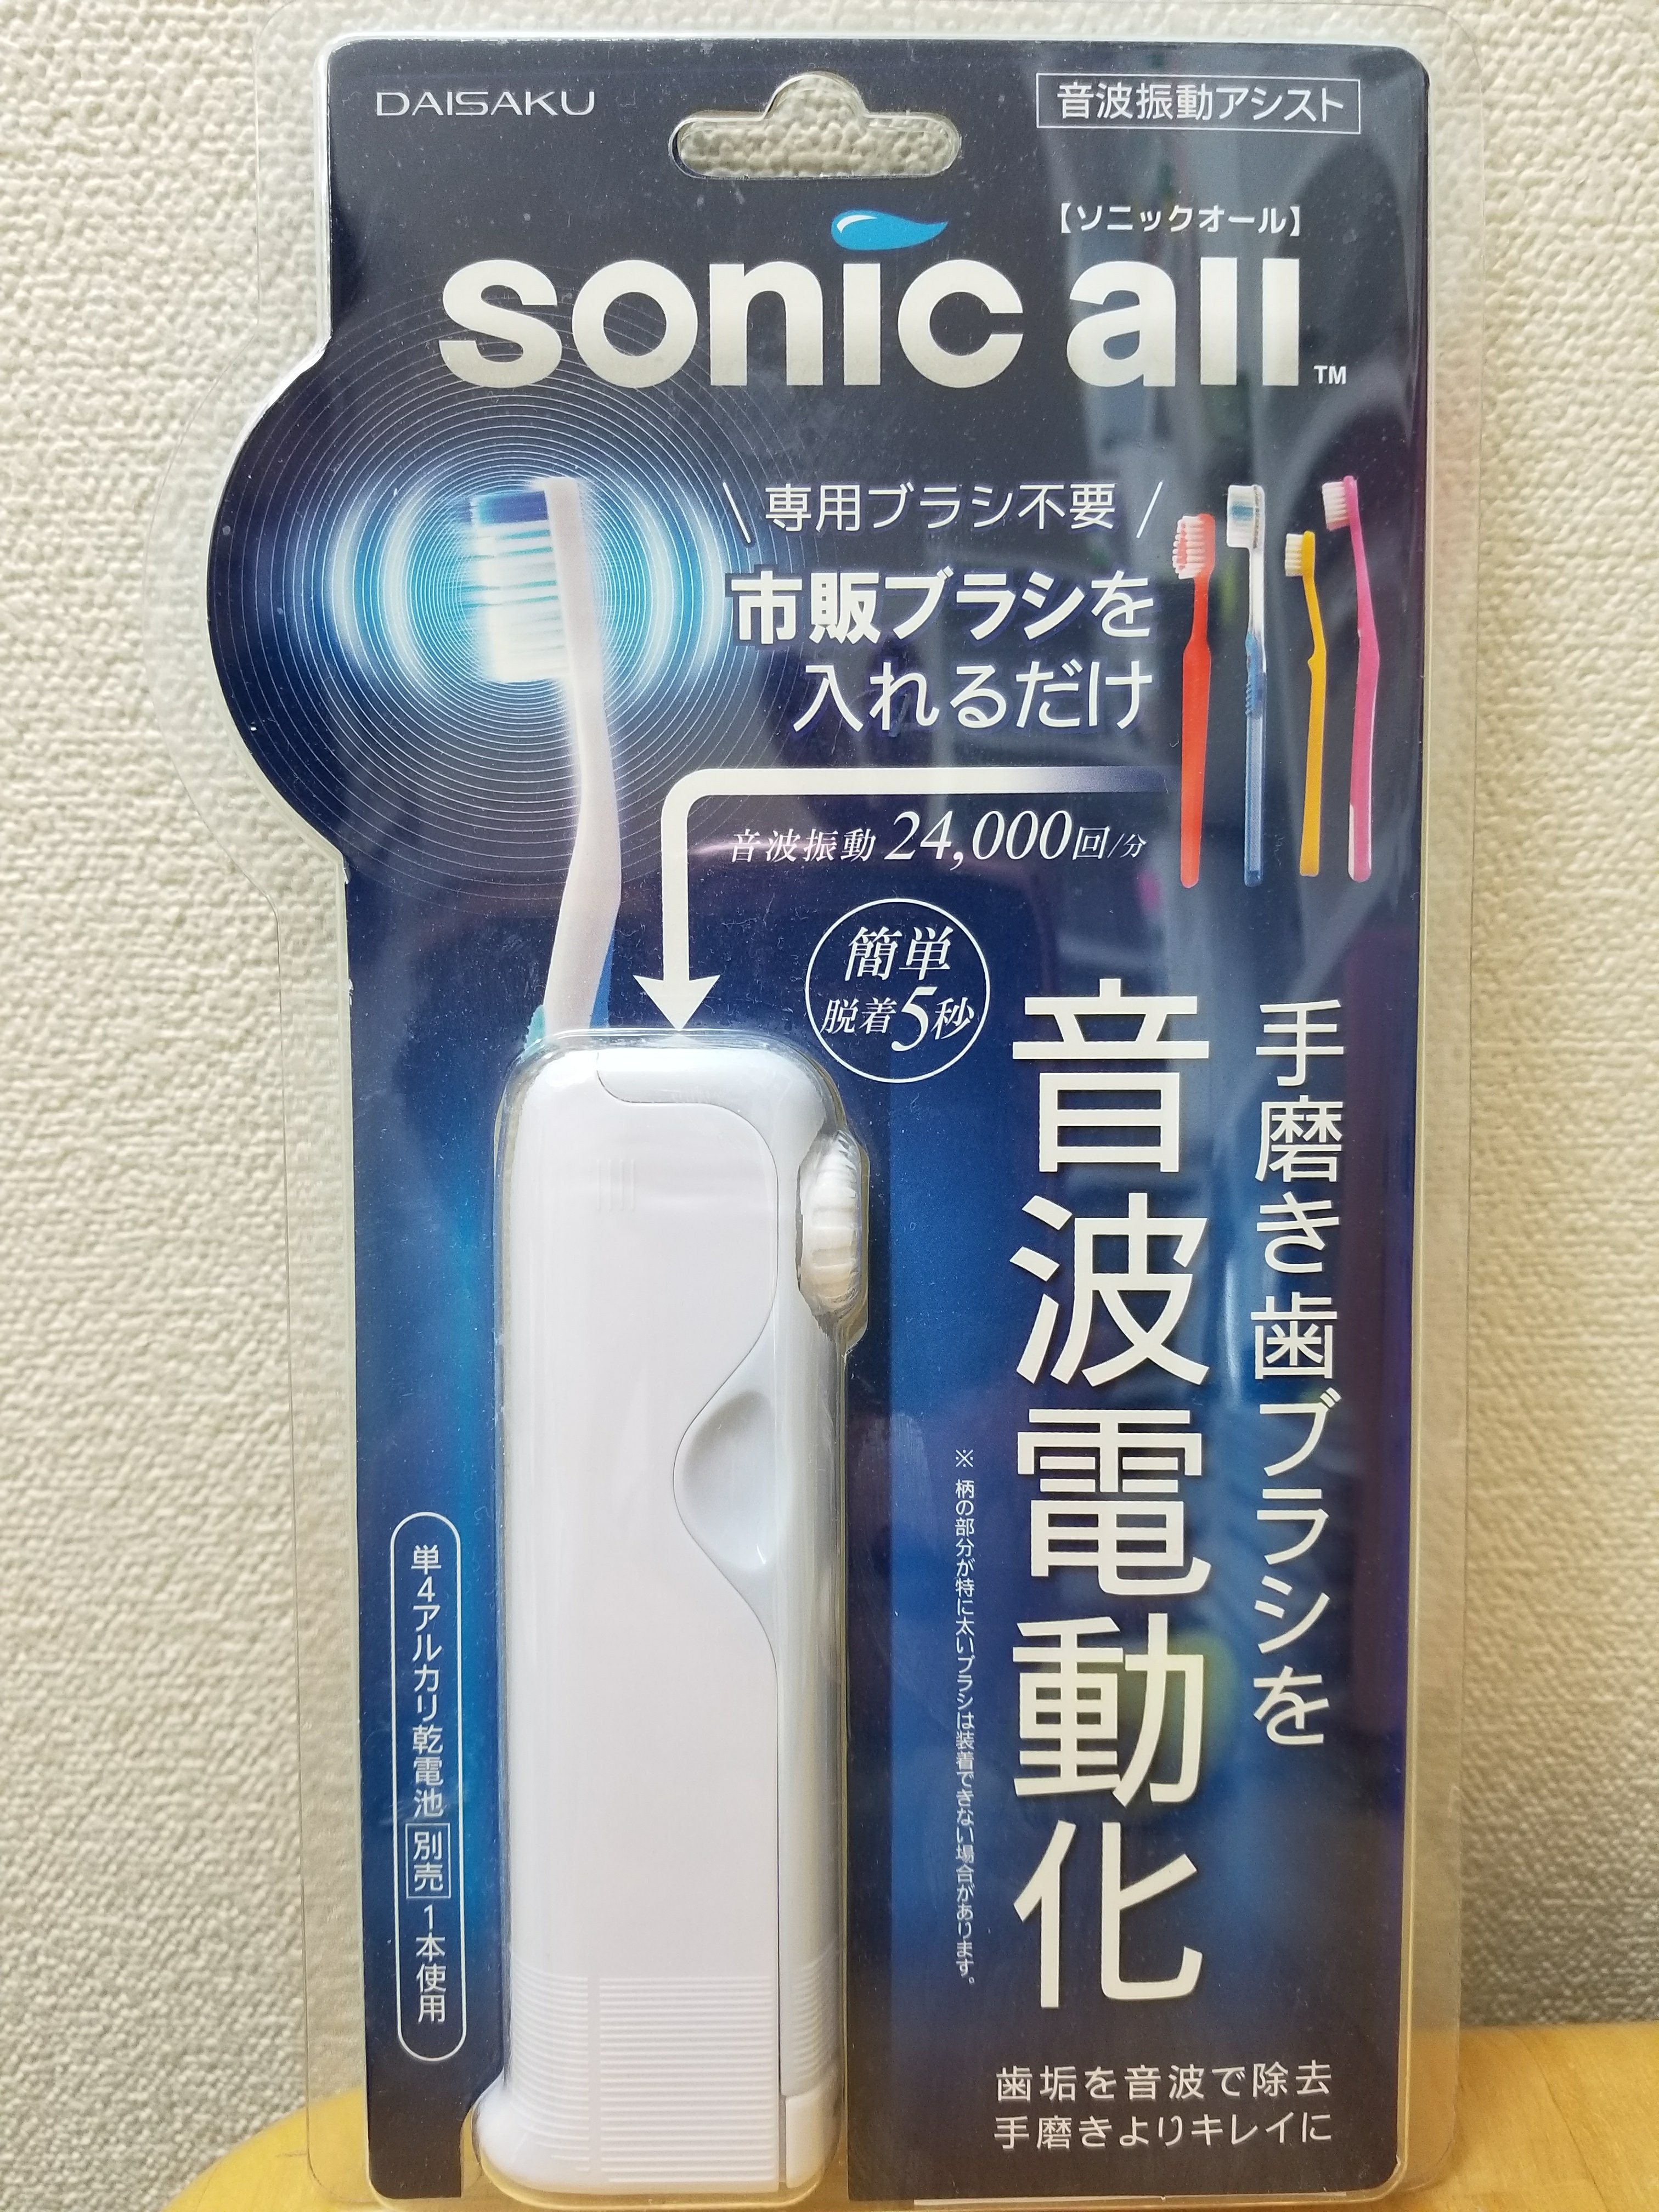 DAISAKU
音波振動アシスト
【ソニックオール】
sonic all™
専用ブラシ不要
市販ブラシを
入れるだけ
音波振動 24,000回/分
簡単
脱着5秒
手磨き歯ブラシを
音波電動化
※柄の部分が特に太いブラシは装着できない場合があります。
単4アルカリ乾電池 別売 1本使用
歯垢を音波で除去
手磨きよりキレイに